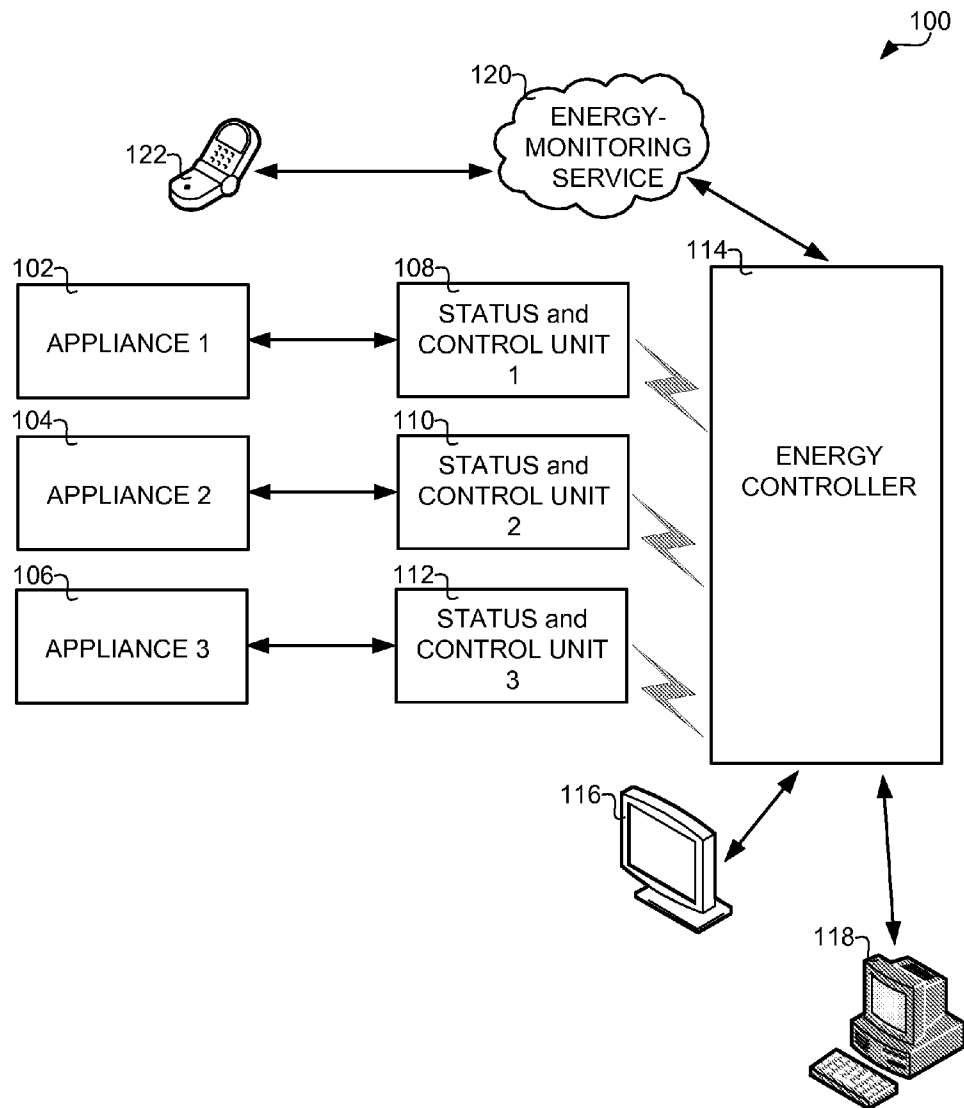 100
120
ENERGY-
MONITORING
SERVICE
122
114
102
APPLIANCE 1
108
STATUS and
CONTROL UNIT
1
104
APPLIANCE 2
110
STATUS and
CONTROL UNIT
2
ENERGY
CONTROLLER
106
APPLIANCE 3
112
STATUS and
CONTROL UNIT
3
116
118